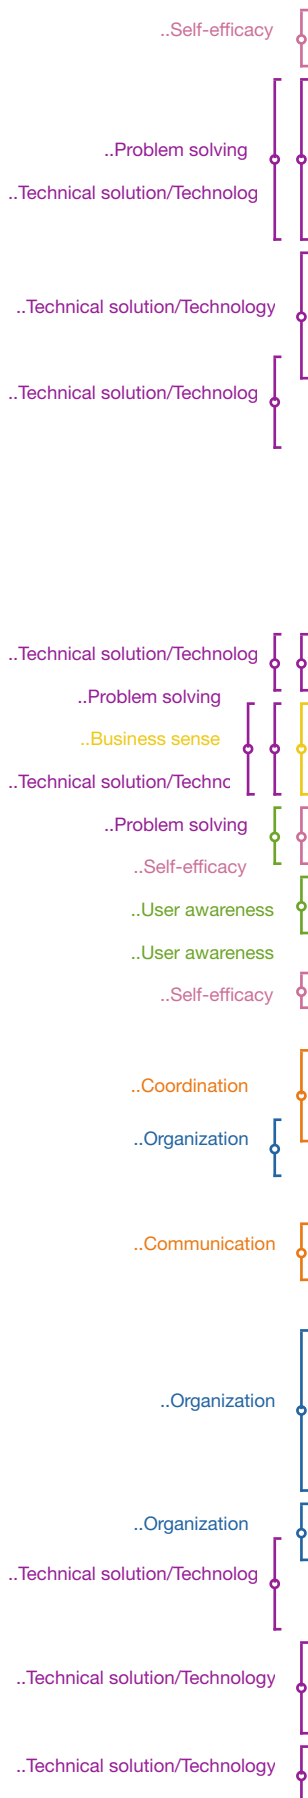 ..Self-efficacy
..Problem solving
..Technical solution/Technolog
..Technical solution/Technology
..Technical solution/Technolog
..Technical solution/Technolog
..Problem solving
..Business sense
..Technical solution/Techno
..Problem solving
..Self-efficacy
..User awareness
..User awareness
..Self-efficacy
..Coordination
..Organization
..Communication
..Organization
..Organization
..Technical solution/Technolog
..Technical solution/Technology
..Technical solution/Technology